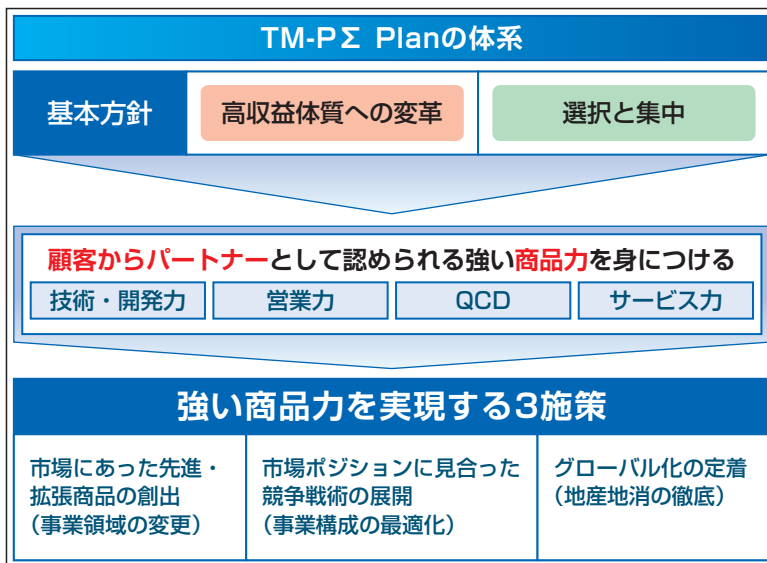 TM-PΣ Planの体系
基本方針
高収益体質への変革
選択と集中
顧客からパートナーとして認められる強い商品力を身につける
技術・開発力
営業力
QCD
サービス力
強い商品力を実現する3施策
市場にあった先進・
拡張商品の創出
（事業領域の変更）
市場ポジションに見合った
競争戦術の展開
（事業構成の最適化）
グローバル化の定着
（地産地消の徹底）